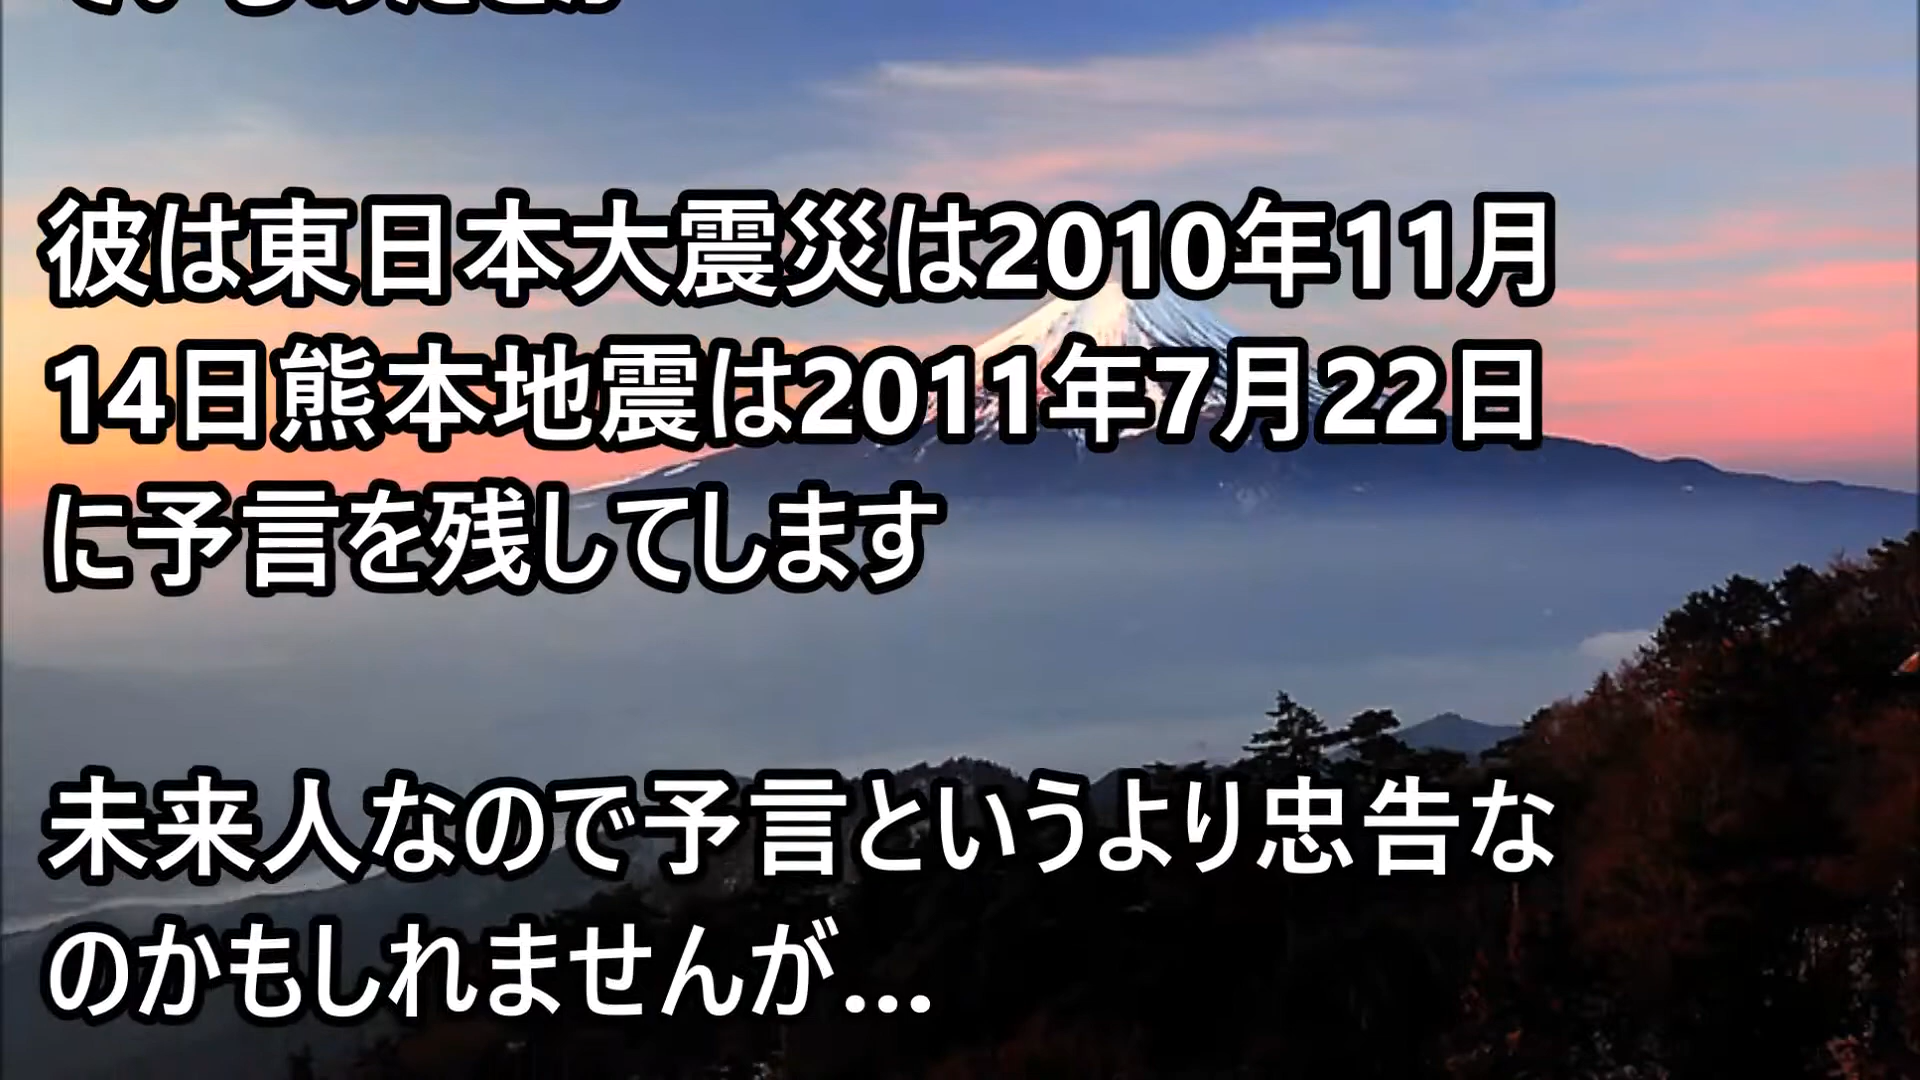 彼は東日本大震災は2010年11月
14日熊本地震は2011年7月22日
に予言を残してします
未来人なので予言というより忠告な
のかもしれませんが...